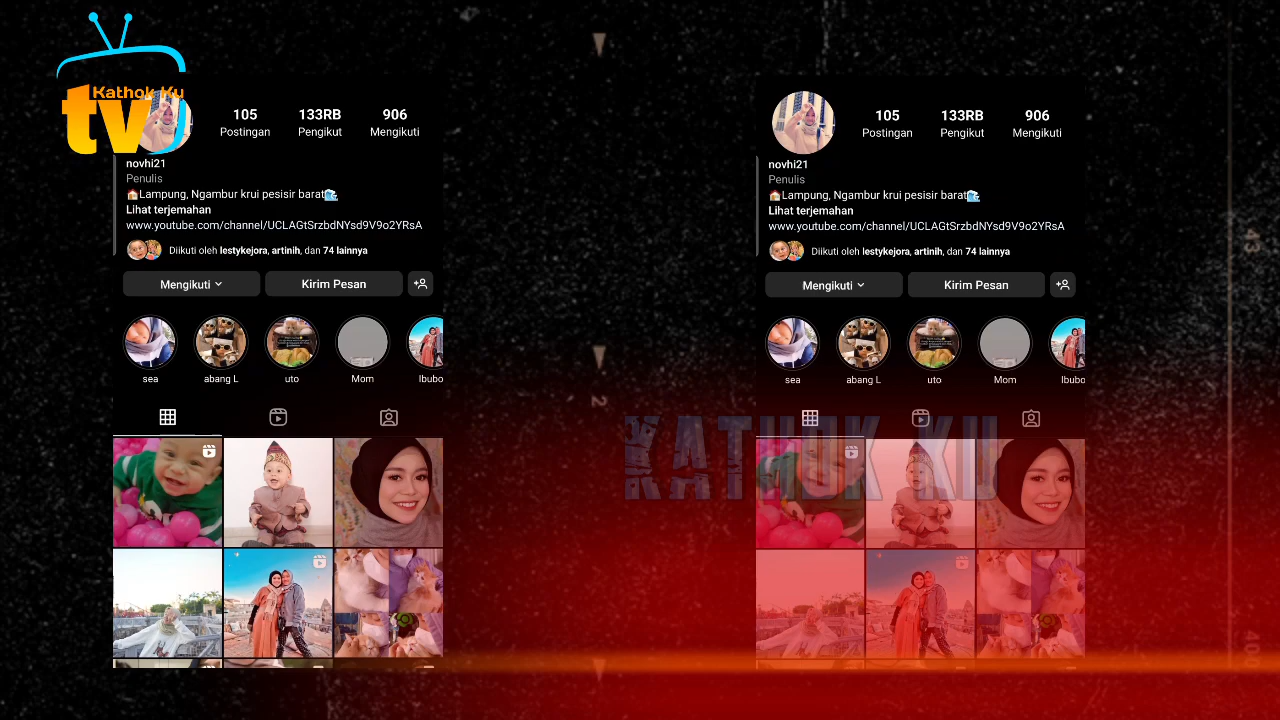 Kathok Ku
tv
105 133RB 906
Postingan Pengikut Mengikuti
novhi21
Penulis
Lampung, Ngambur krui pesisir barat
Lihat terjemahan
www.youtube.com/channel/UCLAGtSrzbdNYsd9V9o2YRsA
Diikuti oleh lestykejora, artinih, dan 74 lainnya
Mengikuti Kirim Pesan
sea abang L uto Mom Ibubo
105 133RB 906
Postingan Pengikut Mengikuti
novhi21
Penulis
Lampung, Ngambur krui pesisir barat
Lihat terjemahan
www.youtube.com/channel/UCLAGtSrzbdNYsd9V9o2YRsA
Diikuti oleh lestykejora, artinih, dan 74 lainnya
Mengikuti Kirim Pesan
sea abang L uto Mom Ibubo
KATHOK KU
2
43
400